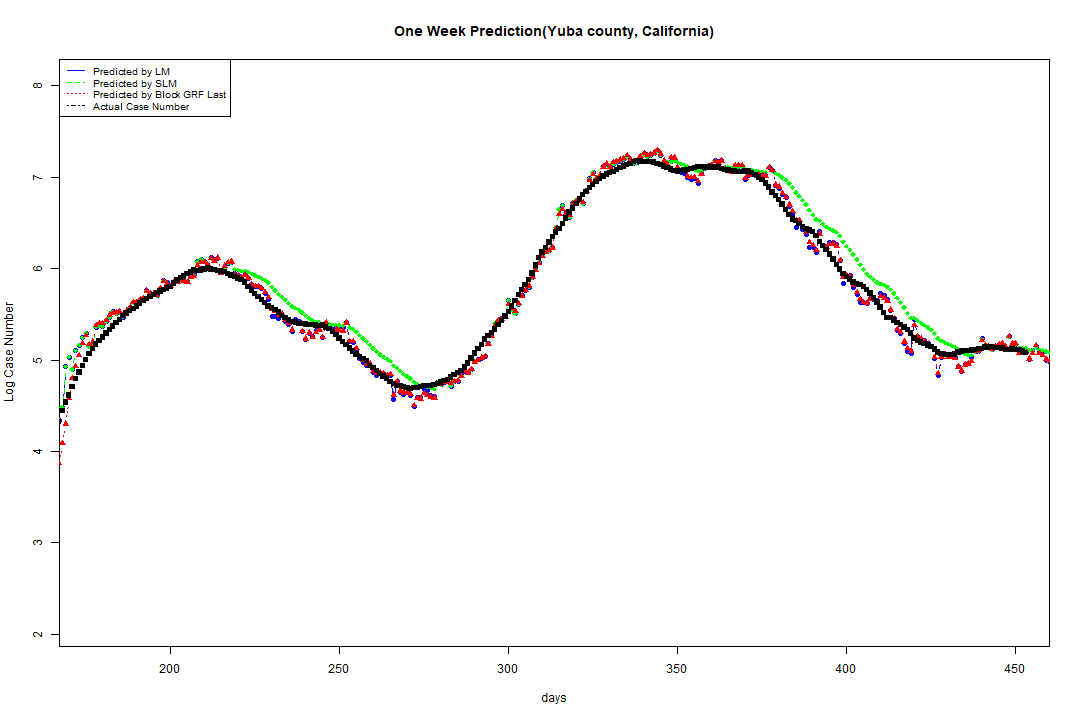 One Week Prediction(Yuba county, California)
Predicted by LM
Predicted by SLM
Predicted by Block GRF Last
Actual Case Number
8
7
6
5
4
3
2
Log Case Number
200 250 300 350 400 450
days